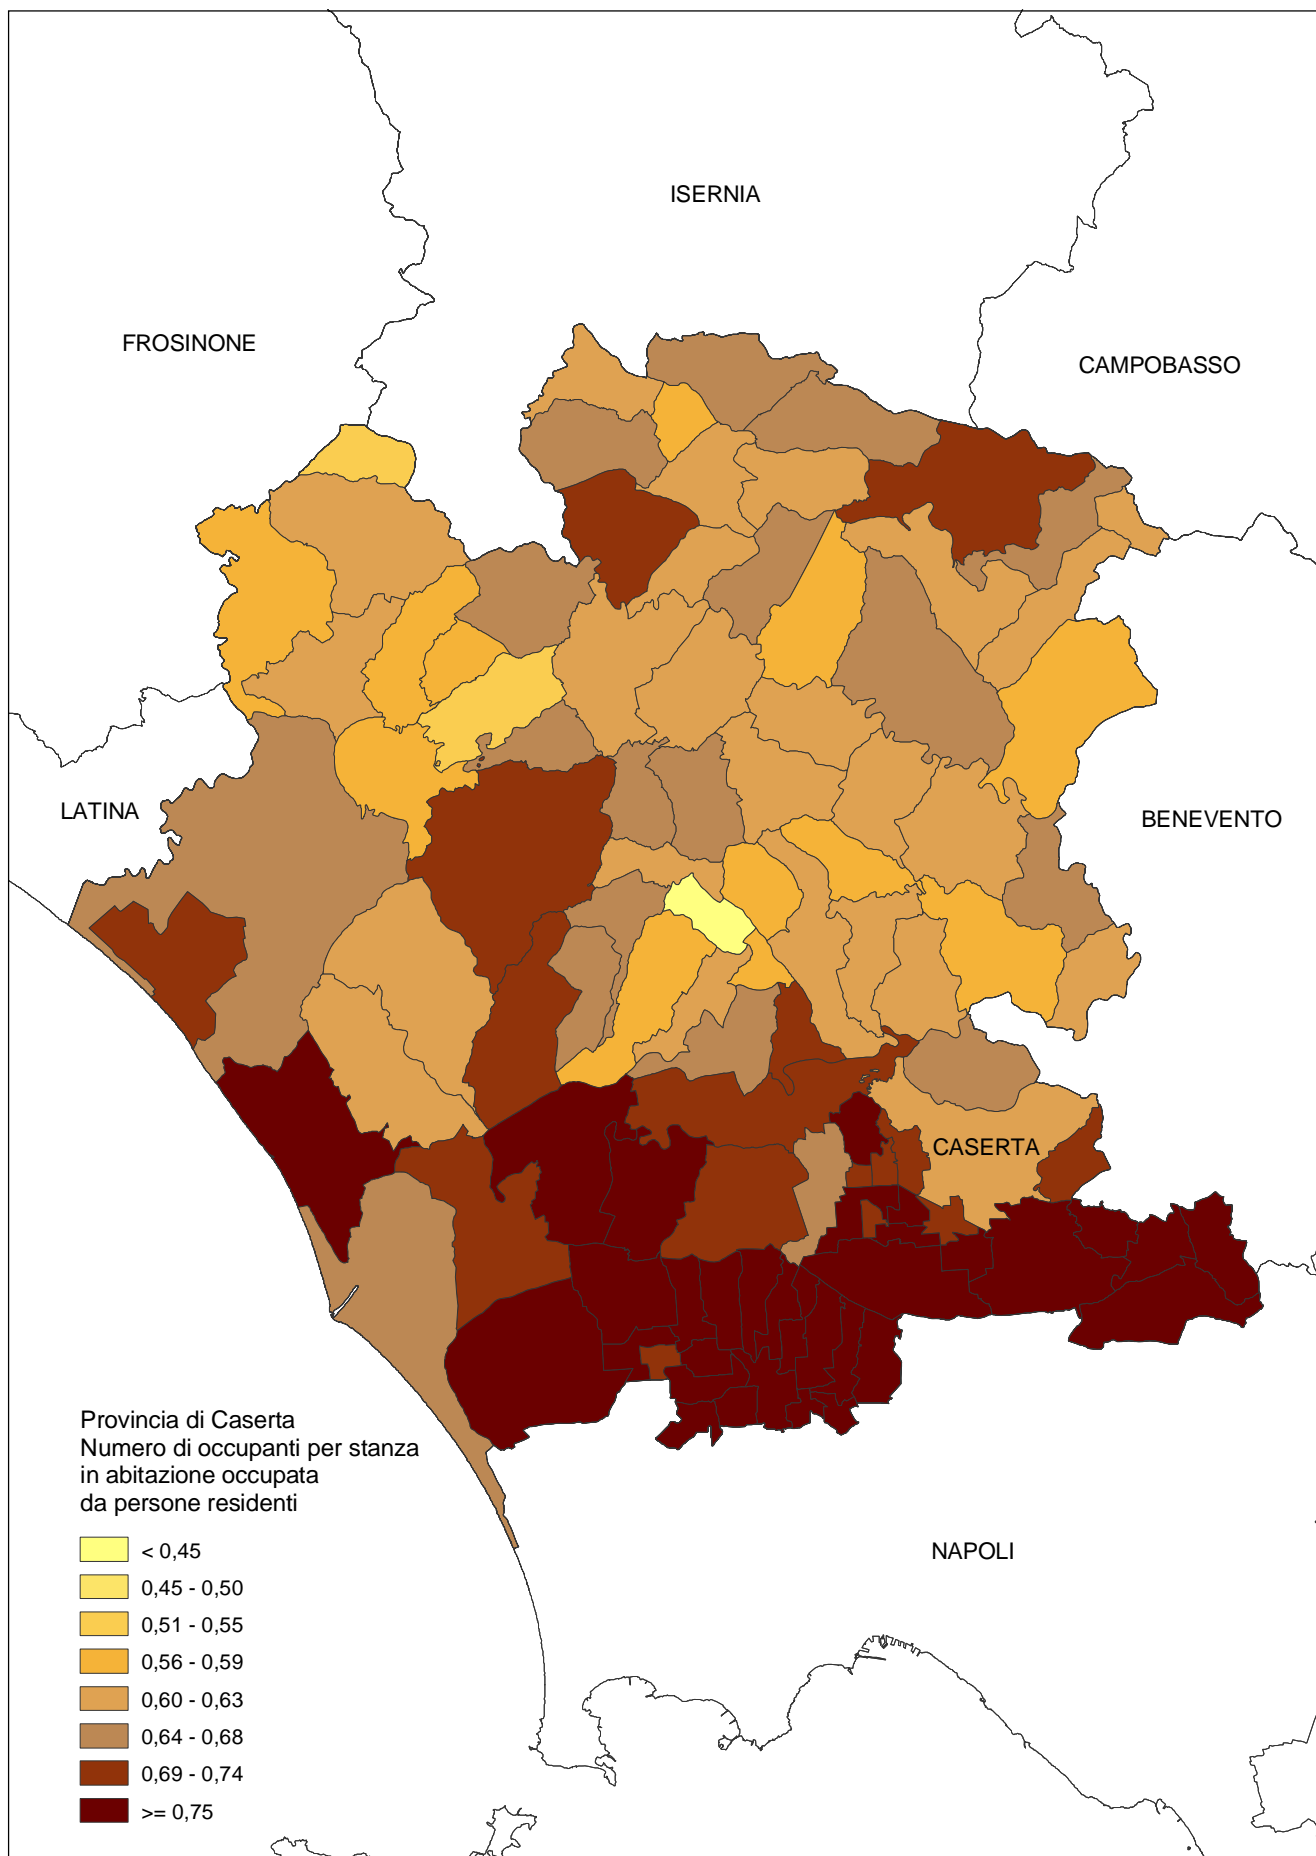 ISERNIA
FROSINONE
CAMPOBASSO
LATINA
BENEVENTO
CASERTA
Provincia di Caserta
Numero di occupanti per stanza
in abitazione occupata
da persone residenti
< 0,45
0,45 - 0,50
0,51 - 0,55
0,56 - 0,59
0,60 - 0,63
0,64 - 0,68
0,69 - 0,74
>= 0,75
NAPOLI